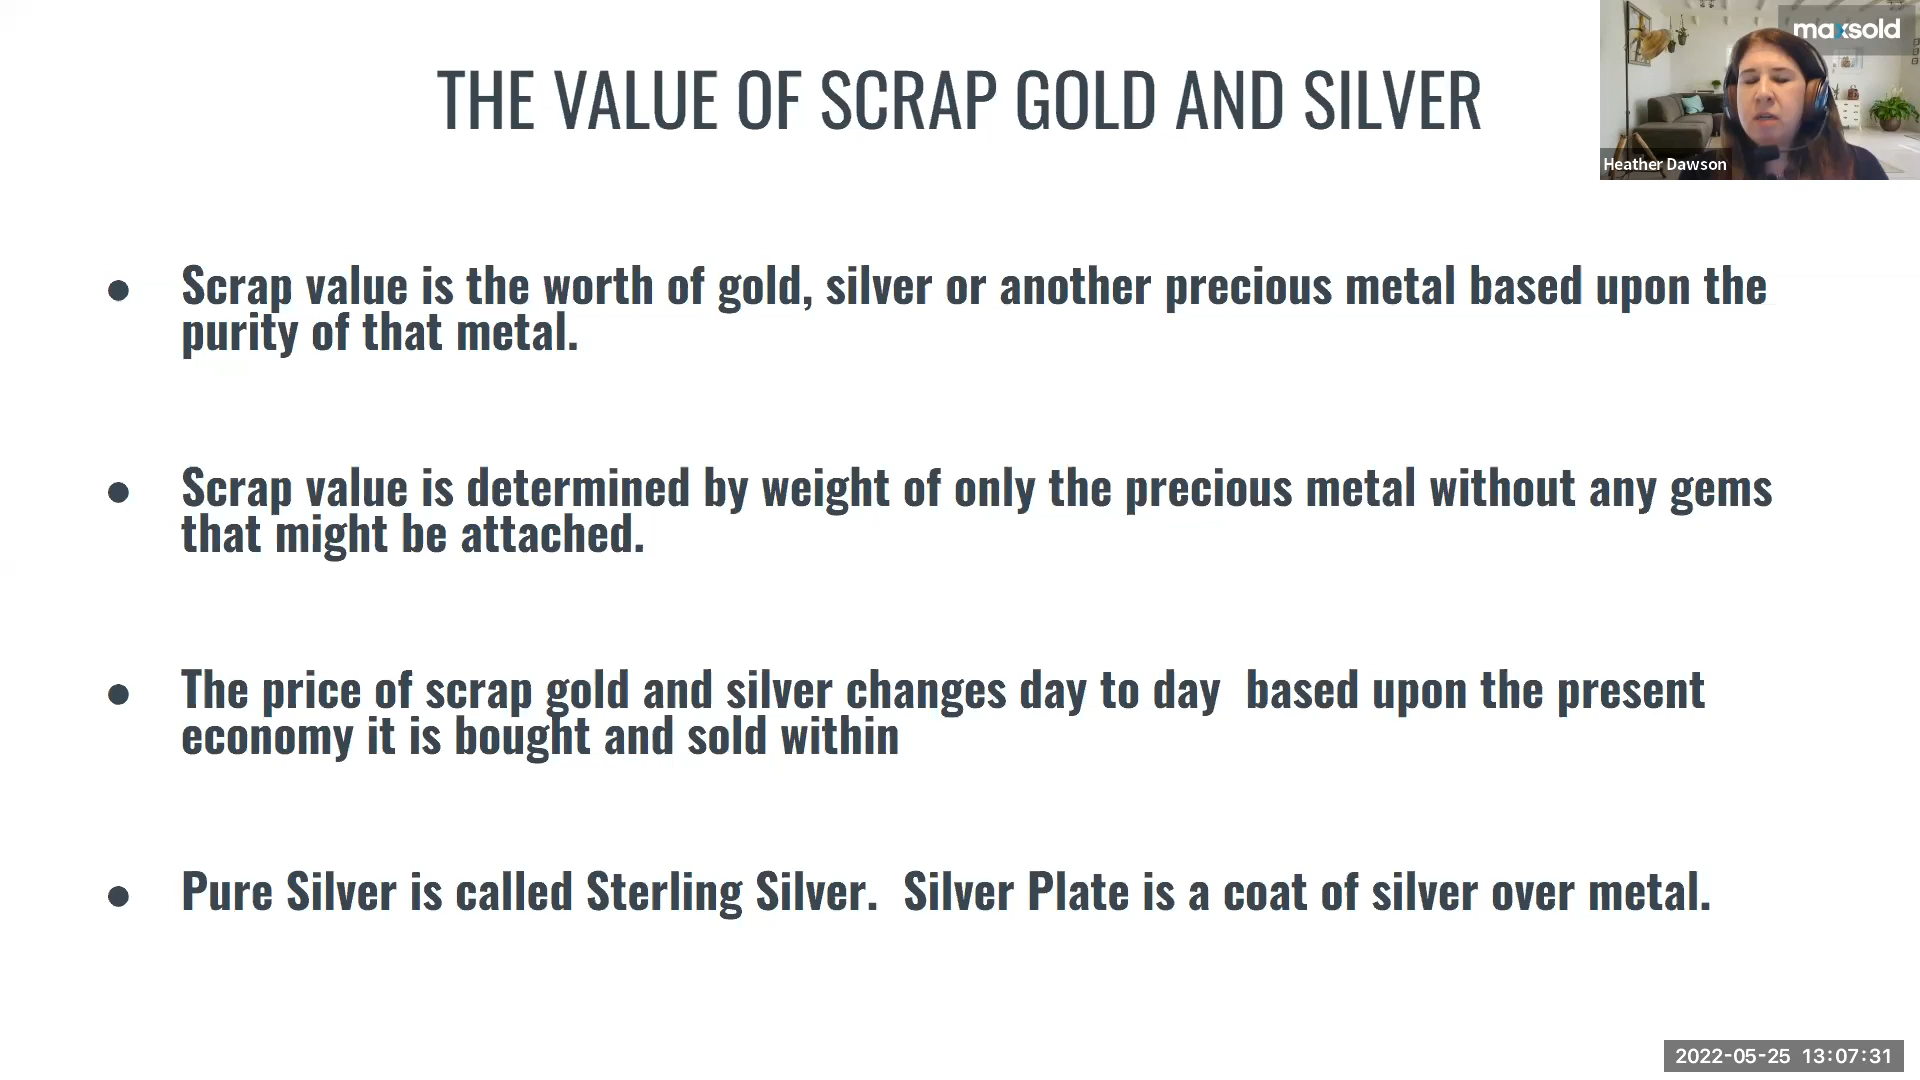 maxsold
THE VALUE OF SCRAP GOLD AND SILVER
Heather Dawson
● Scrap value is the worth of gold, silver or another precious metal based upon the
purity of that metal.
● Scrap value is determined by weight of only the precious metal without any gems
that might be attached.
● The price of scrap gold and silver changes day to day  based upon the present
economy it is bought and sold within
● Pure Silver is called Sterling Silver.  Silver Plate is a coat of silver over metal.
2022-05-25 13:07:31